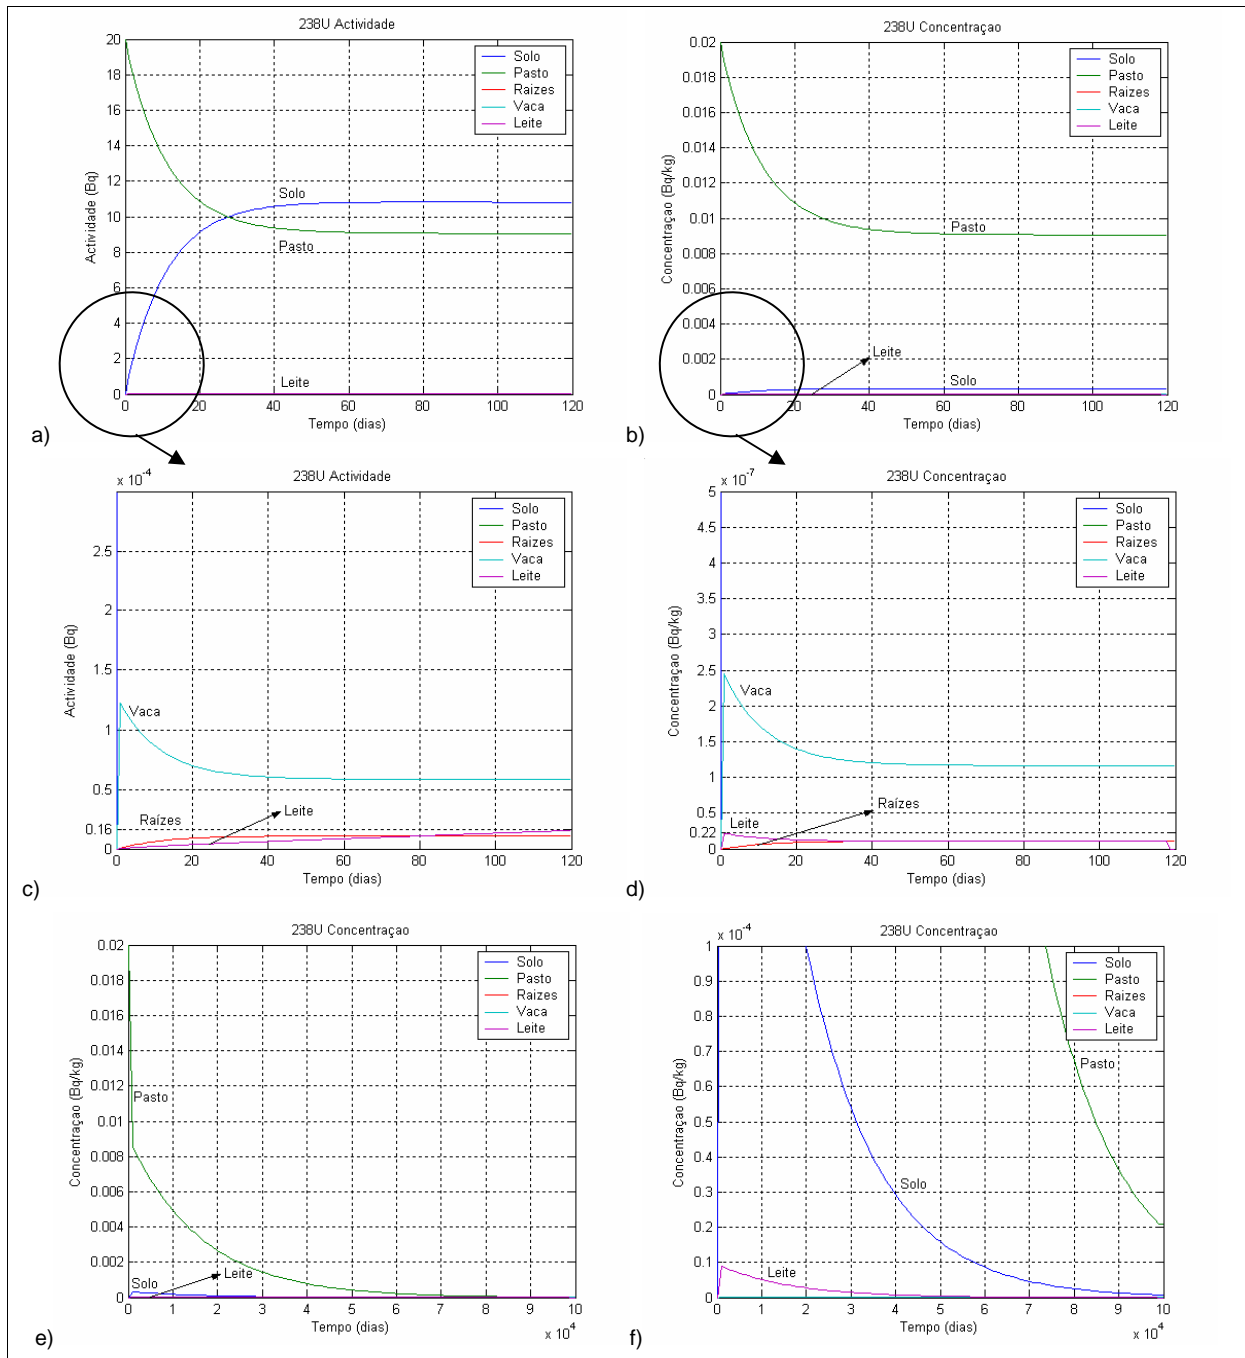 238U Actividade
20
18
16
14
12
10
8
6
4
2
0
0 20 40 60 80 100 120
Actividade (Bq)
Tempo (dias)
Solo
Pasto
Raizes
Vaca
Leite
Solo
Pasto
Leite
a)
238U Concentraçao
0.02
0.018
0.016
0.014
0.012
0.01
0.008
0.006
0.004
0.002
0
0 20 40 60 80 100 120
Concentraçao (Bq/kg)
Tempo (dias)
Solo
Pasto
Raizes
Vaca
Leite
Pasto
Leite
Solo
b)
238U Actividade
x 10-4
2.5
2
1.5
1
0.5
0.16
0
0 20 40 60 80 100 120
Actividade (Bq)
Tempo (dias)
Solo
Pasto
Raizes
Vaca
Leite
Vaca
Raízes
Leite
c)
238U Concentraçao
x 10-7
5
4.5
4
3.5
3
2.5
2
1.5
1
0.5
0.22
0
0 20 40 60 80 100 120
Concentraçao (Bq/kg)
Tempo (dias)
Solo
Pasto
Raizes
Vaca
Leite
Vaca
Raízes
Leite
d)
238U Concentraçao
0.02
0.018
0.016
0.014
0.012
0.01
0.008
0.006
0.004
0.002
0
0 1 2 3 4 5 6 7 8 9 10
x 10 4
Concentraçao (Bq/kg)
Tempo (dias)
Solo
Pasto
Raizes
Vaca
Leite
Pasto
Solo
Leite
e)
238U Concentraçao
x 10-4
1
0.9
0.8
0.7
0.6
0.5
0.4
0.3
0.2
0.1
0
0 1 2 3 4 5 6 7 8 9 10
x 10 4
Concentraçao (Bq/kg)
Tempo (dias)
Solo
Pasto
Raizes
Vaca
Leite
Pasto
Solo
Leite
f)